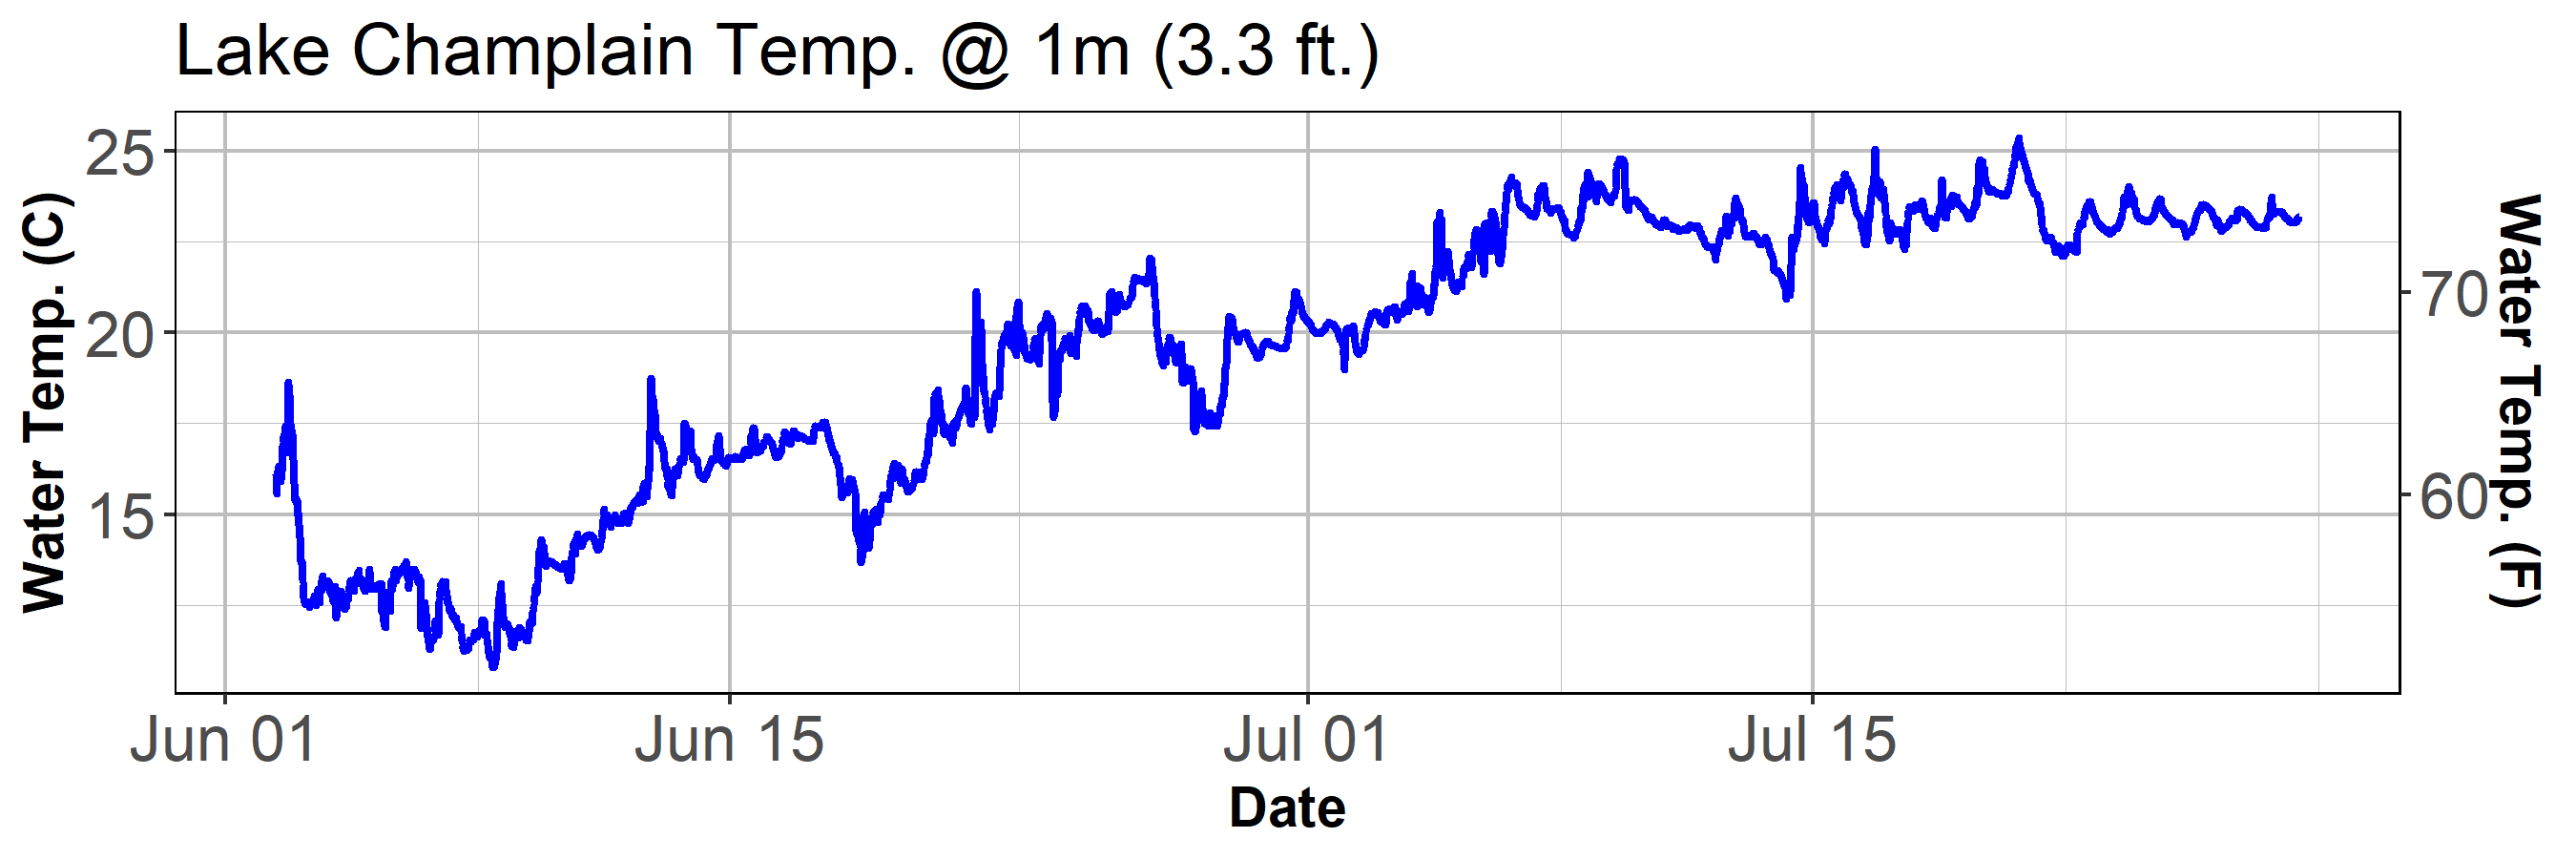 Lake Champlain Temp. @ 1m (3.3 ft.)
Water Temp. (C)
25
20
15
70
60
Water Temp. (F)
Jun 01
Jun 15
Jul 01
Jul 15
Date